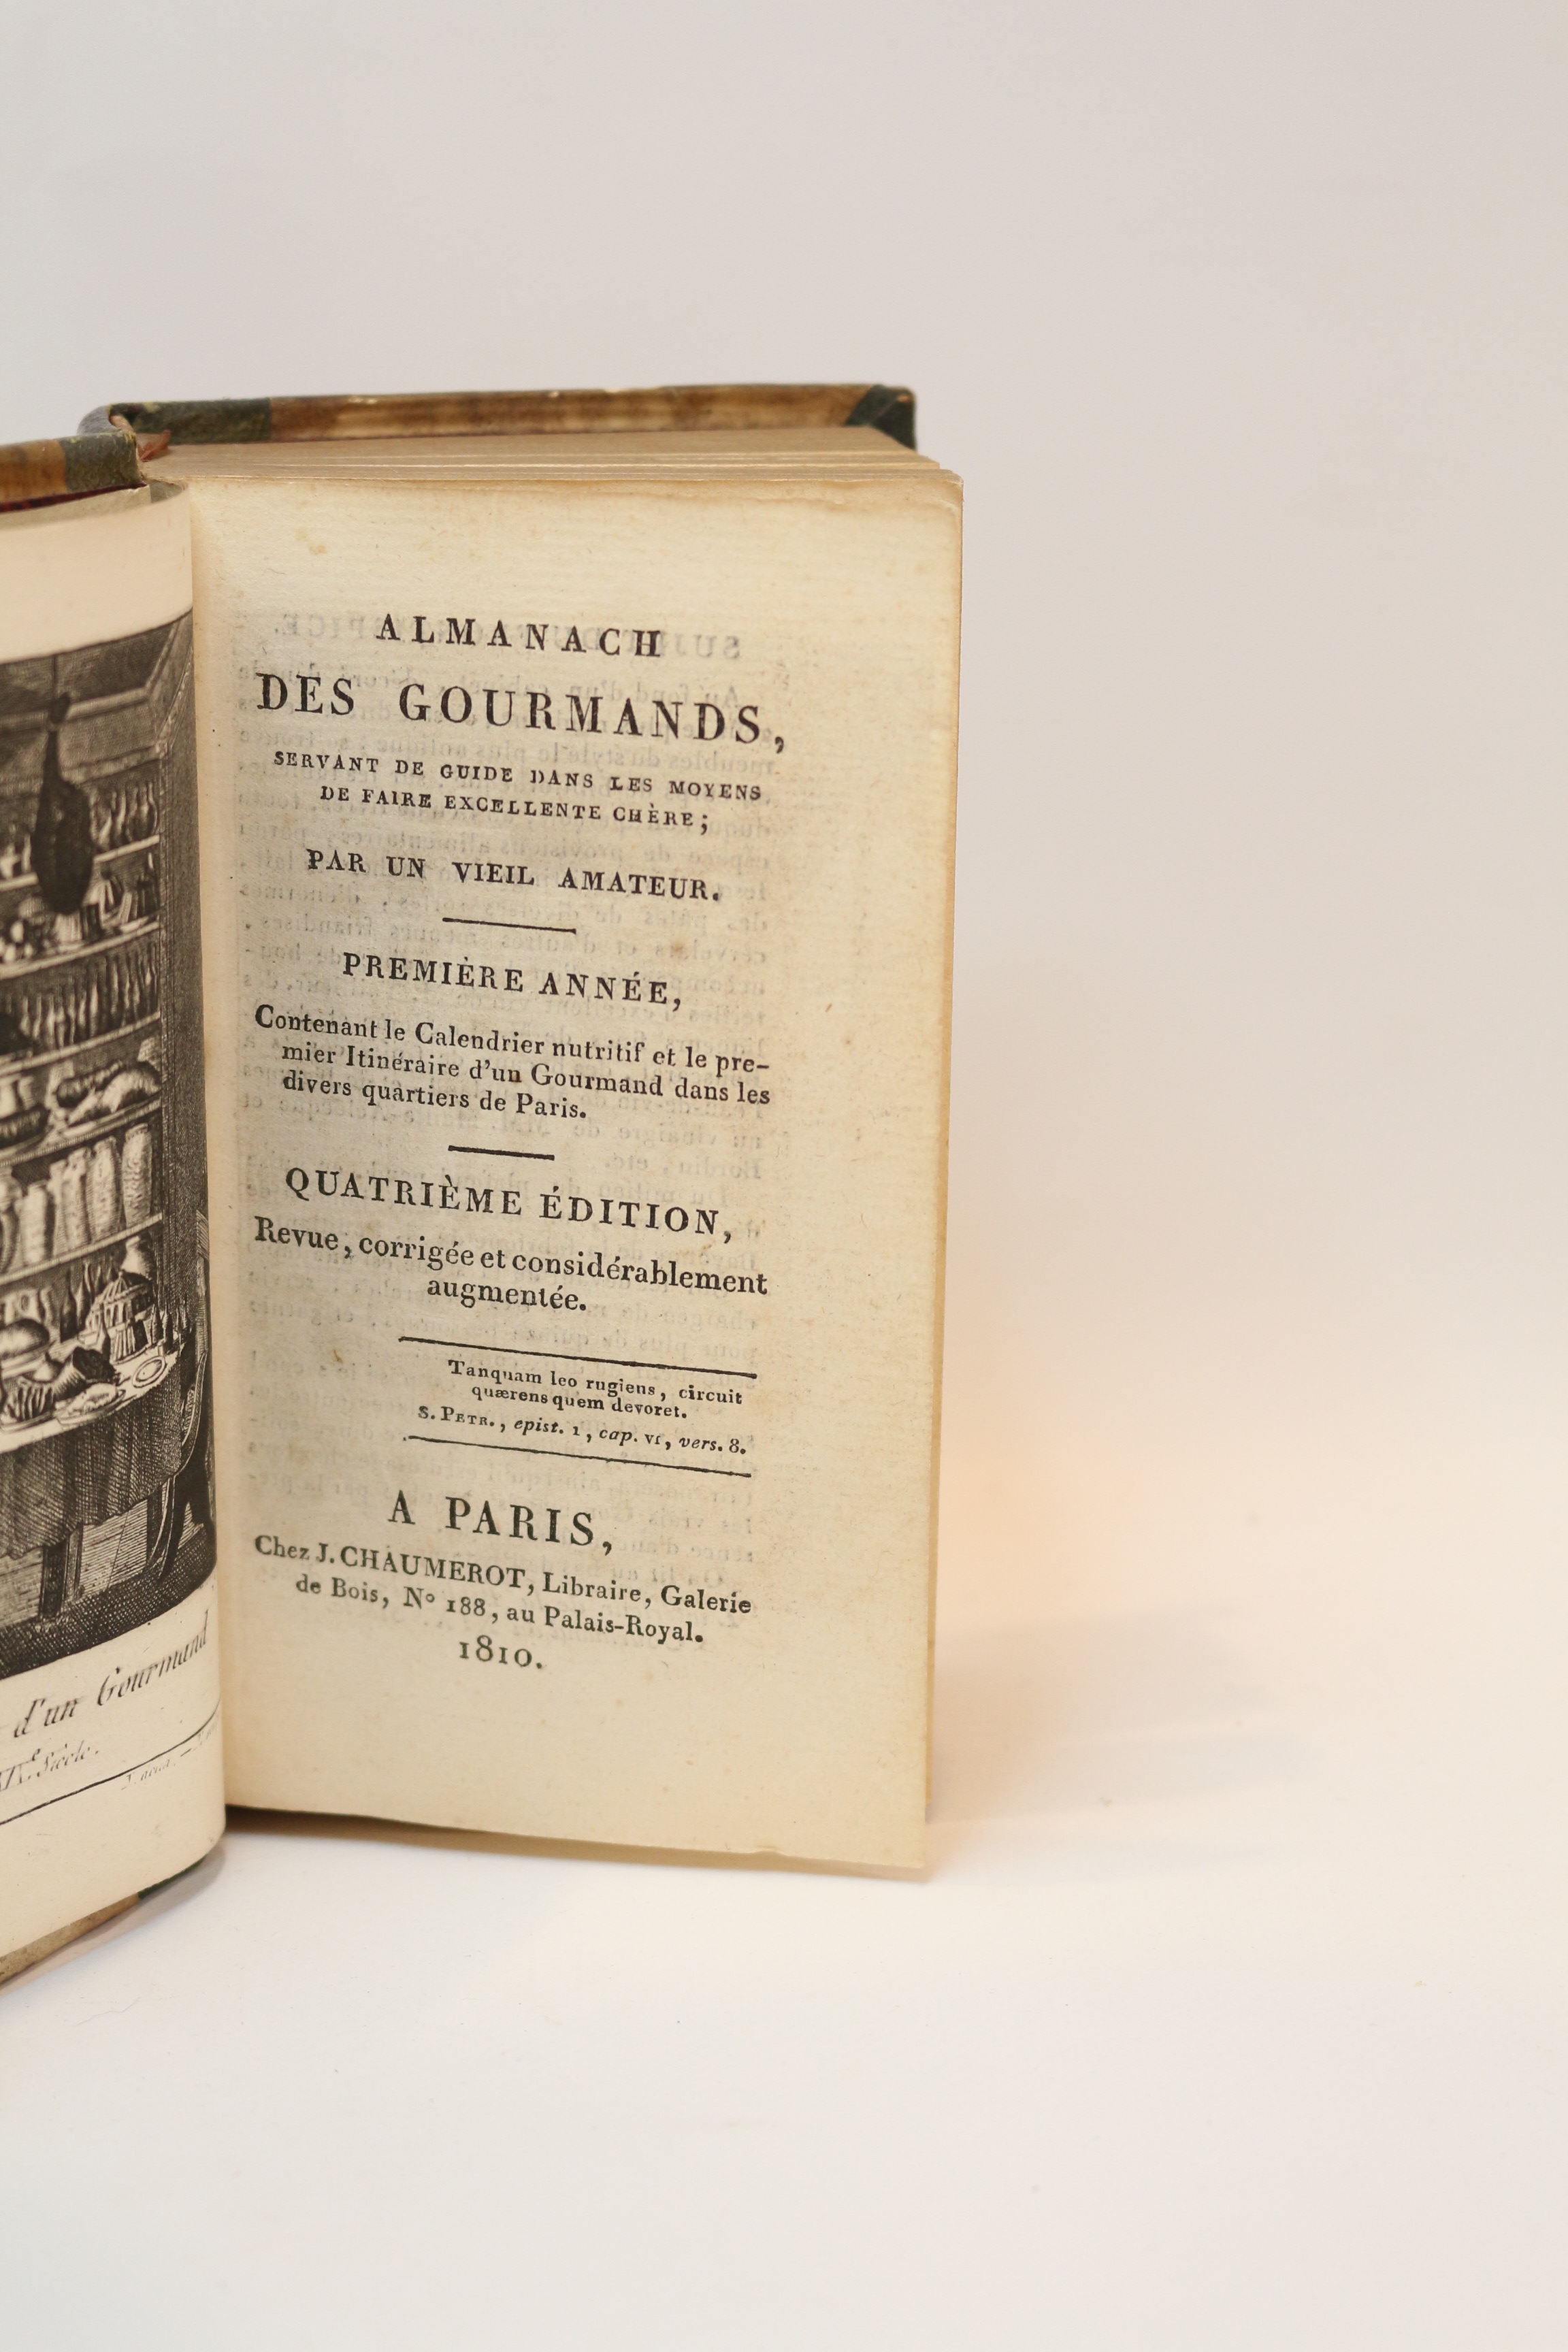 d'un Gourmand
Siècle.
ALMANACH
DES GOURMANDS,
SERVANT DE GUIDE DANS LES MOYENS
DE FAIRE EXCELLENTE CHÈRE;
PAR UN VIEIL AMATEUR.
PREMIÈRE ANNÉE,
Contenant le Calendrier nutritif et le pre-
mier Itinéraire d'un Gourmand dans les
divers quartiers de Paris.
QUATRIÈME ÉDITION,
Revue, corrigée et considérablement
augmentée.
Tanquam leo rugiens, circuit
quærens quem devoret.
S. PETR., epist. 1, cap. VI, vers. 8.
A PARIS,
Chez J. CHAUMEROT, Libraire, Galerie
de Bois, N° 188, au Palais-Royal.
1810.